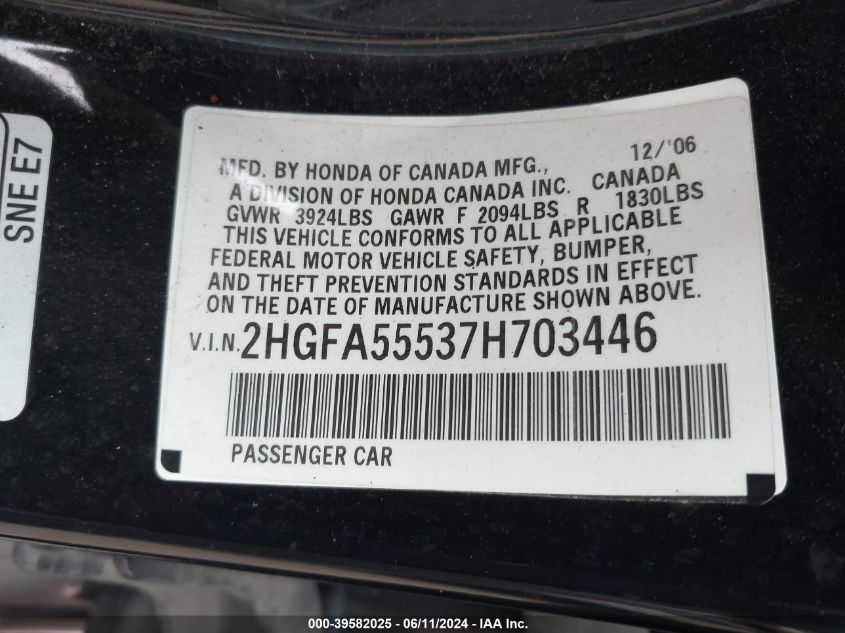 SNE E7
12/'06
MFD. BY HONDA OF CANADA MFG.,
A DIVISION OF HONDA CANADA INC. CANADA
GVWR 3924LBS GAWR F 2094LBS R 1830LBS
THIS VEHICLE CONFORMS TO ALL APPLICABLE
FEDERAL MOTOR VEHICLE SAFETY, BUMPER,
AND THEFT PREVENTION STANDARDS IN EFFECT
ON THE DATE OF MANUFACTURE SHOWN ABOVE.
V.I.N. 2HGFA55537H703446
PASSENGER CAR
000-39582025 - 06/11/2024 - IAAI, Inc.